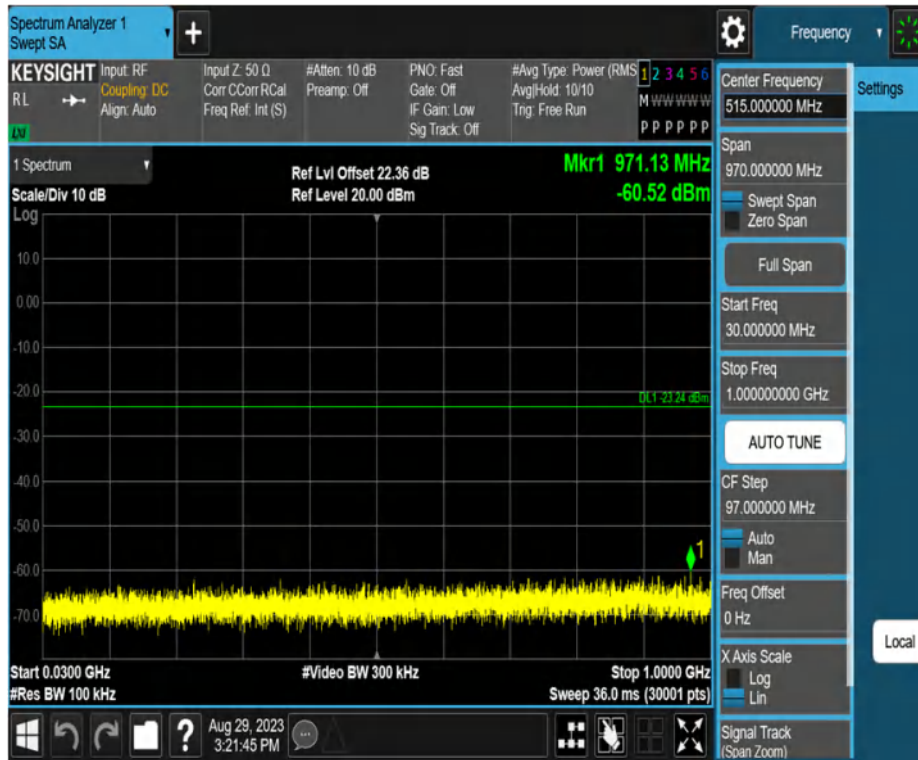 Spectrum Analyzer 1
Swept SA
+
Frequency
KEYSIGHT
RL
LXI
Input: RF
Coupling: DC
Align: Auto
Input Z: 50 Ω
Corr CCorr RCal
Freq Ref: Int (S)
#Atten: 10 dB
Preamp: Off
PNO: Fast
Gate: Off
IF Gain: Low
Sig Track: Off
#Avg Type: Power (RMS
Avg|Hold: 10/10
Trig: Free Run
1 2 3 4 5 6
M W W W W W
P P P P P P
1 Spectrum
Scale/Div 10 dB
Log
Ref Lvl Offset 22.36 dB
Ref Level 20.00 dBm
Mkr1 971.13 MHz
-60.52 dBm
10.0
0.00
-10.0
-20.0
DL1 -23.24 dBm
-30.0
-40.0
-50.0
1
-60.0
-70.0
Start 0.0300 GHz
#Res BW 100 kHz
#Video BW 300 kHz
Stop 1.0000 GHz
Sweep 36.0 ms (30001 pts)
?
Aug 29, 2023
3:21:45 PM
Center Frequency
515.000000 MHz
Span
970.000000 MHz
Swept Span
Zero Span
Full Span
Start Freq
30.000000 MHz
Stop Freq
1.000000000 GHz
AUTO TUNE
CF Step
97.000000 MHz
Auto
Man
Freq Offset
0 Hz
X Axis Scale
Log
Lin
Signal Track
(Span Zoom)
Settings
Local